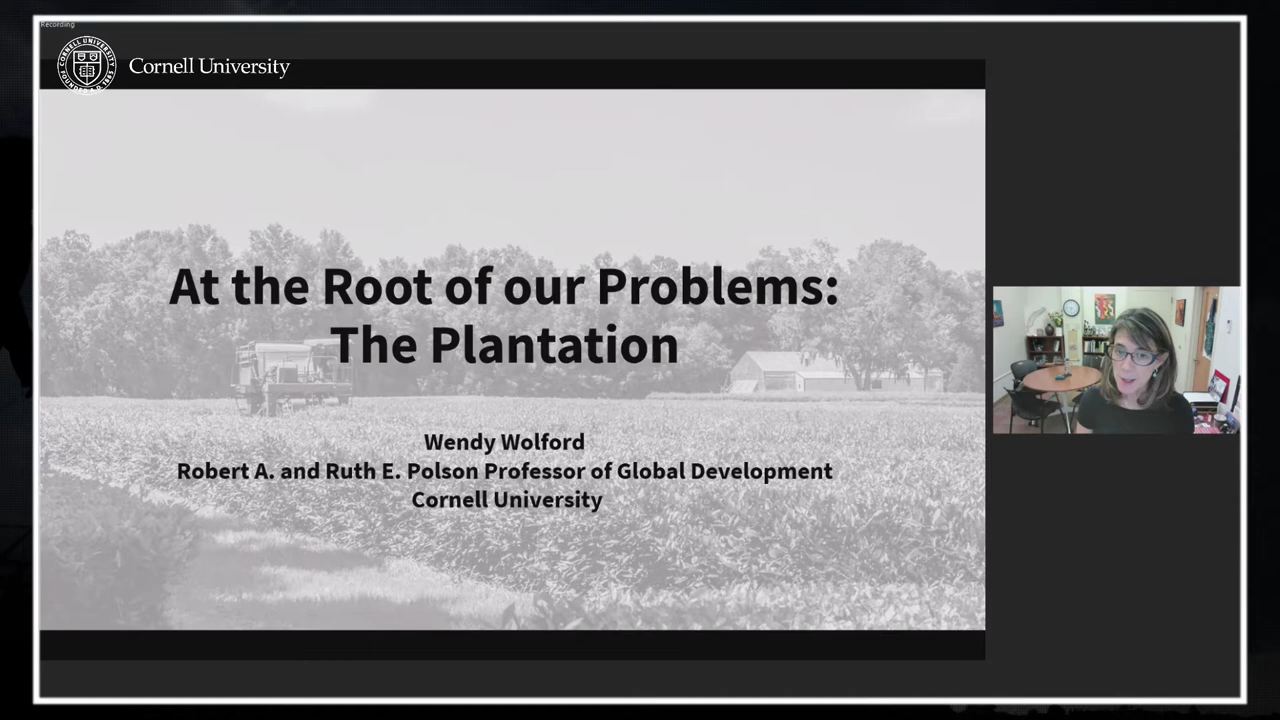 Recording
Cornell University
At the Root of our Problems:
The Plantation
Wendy Wolford
Robert A. and Ruth E. Polson Professor of Global Development
Cornell University